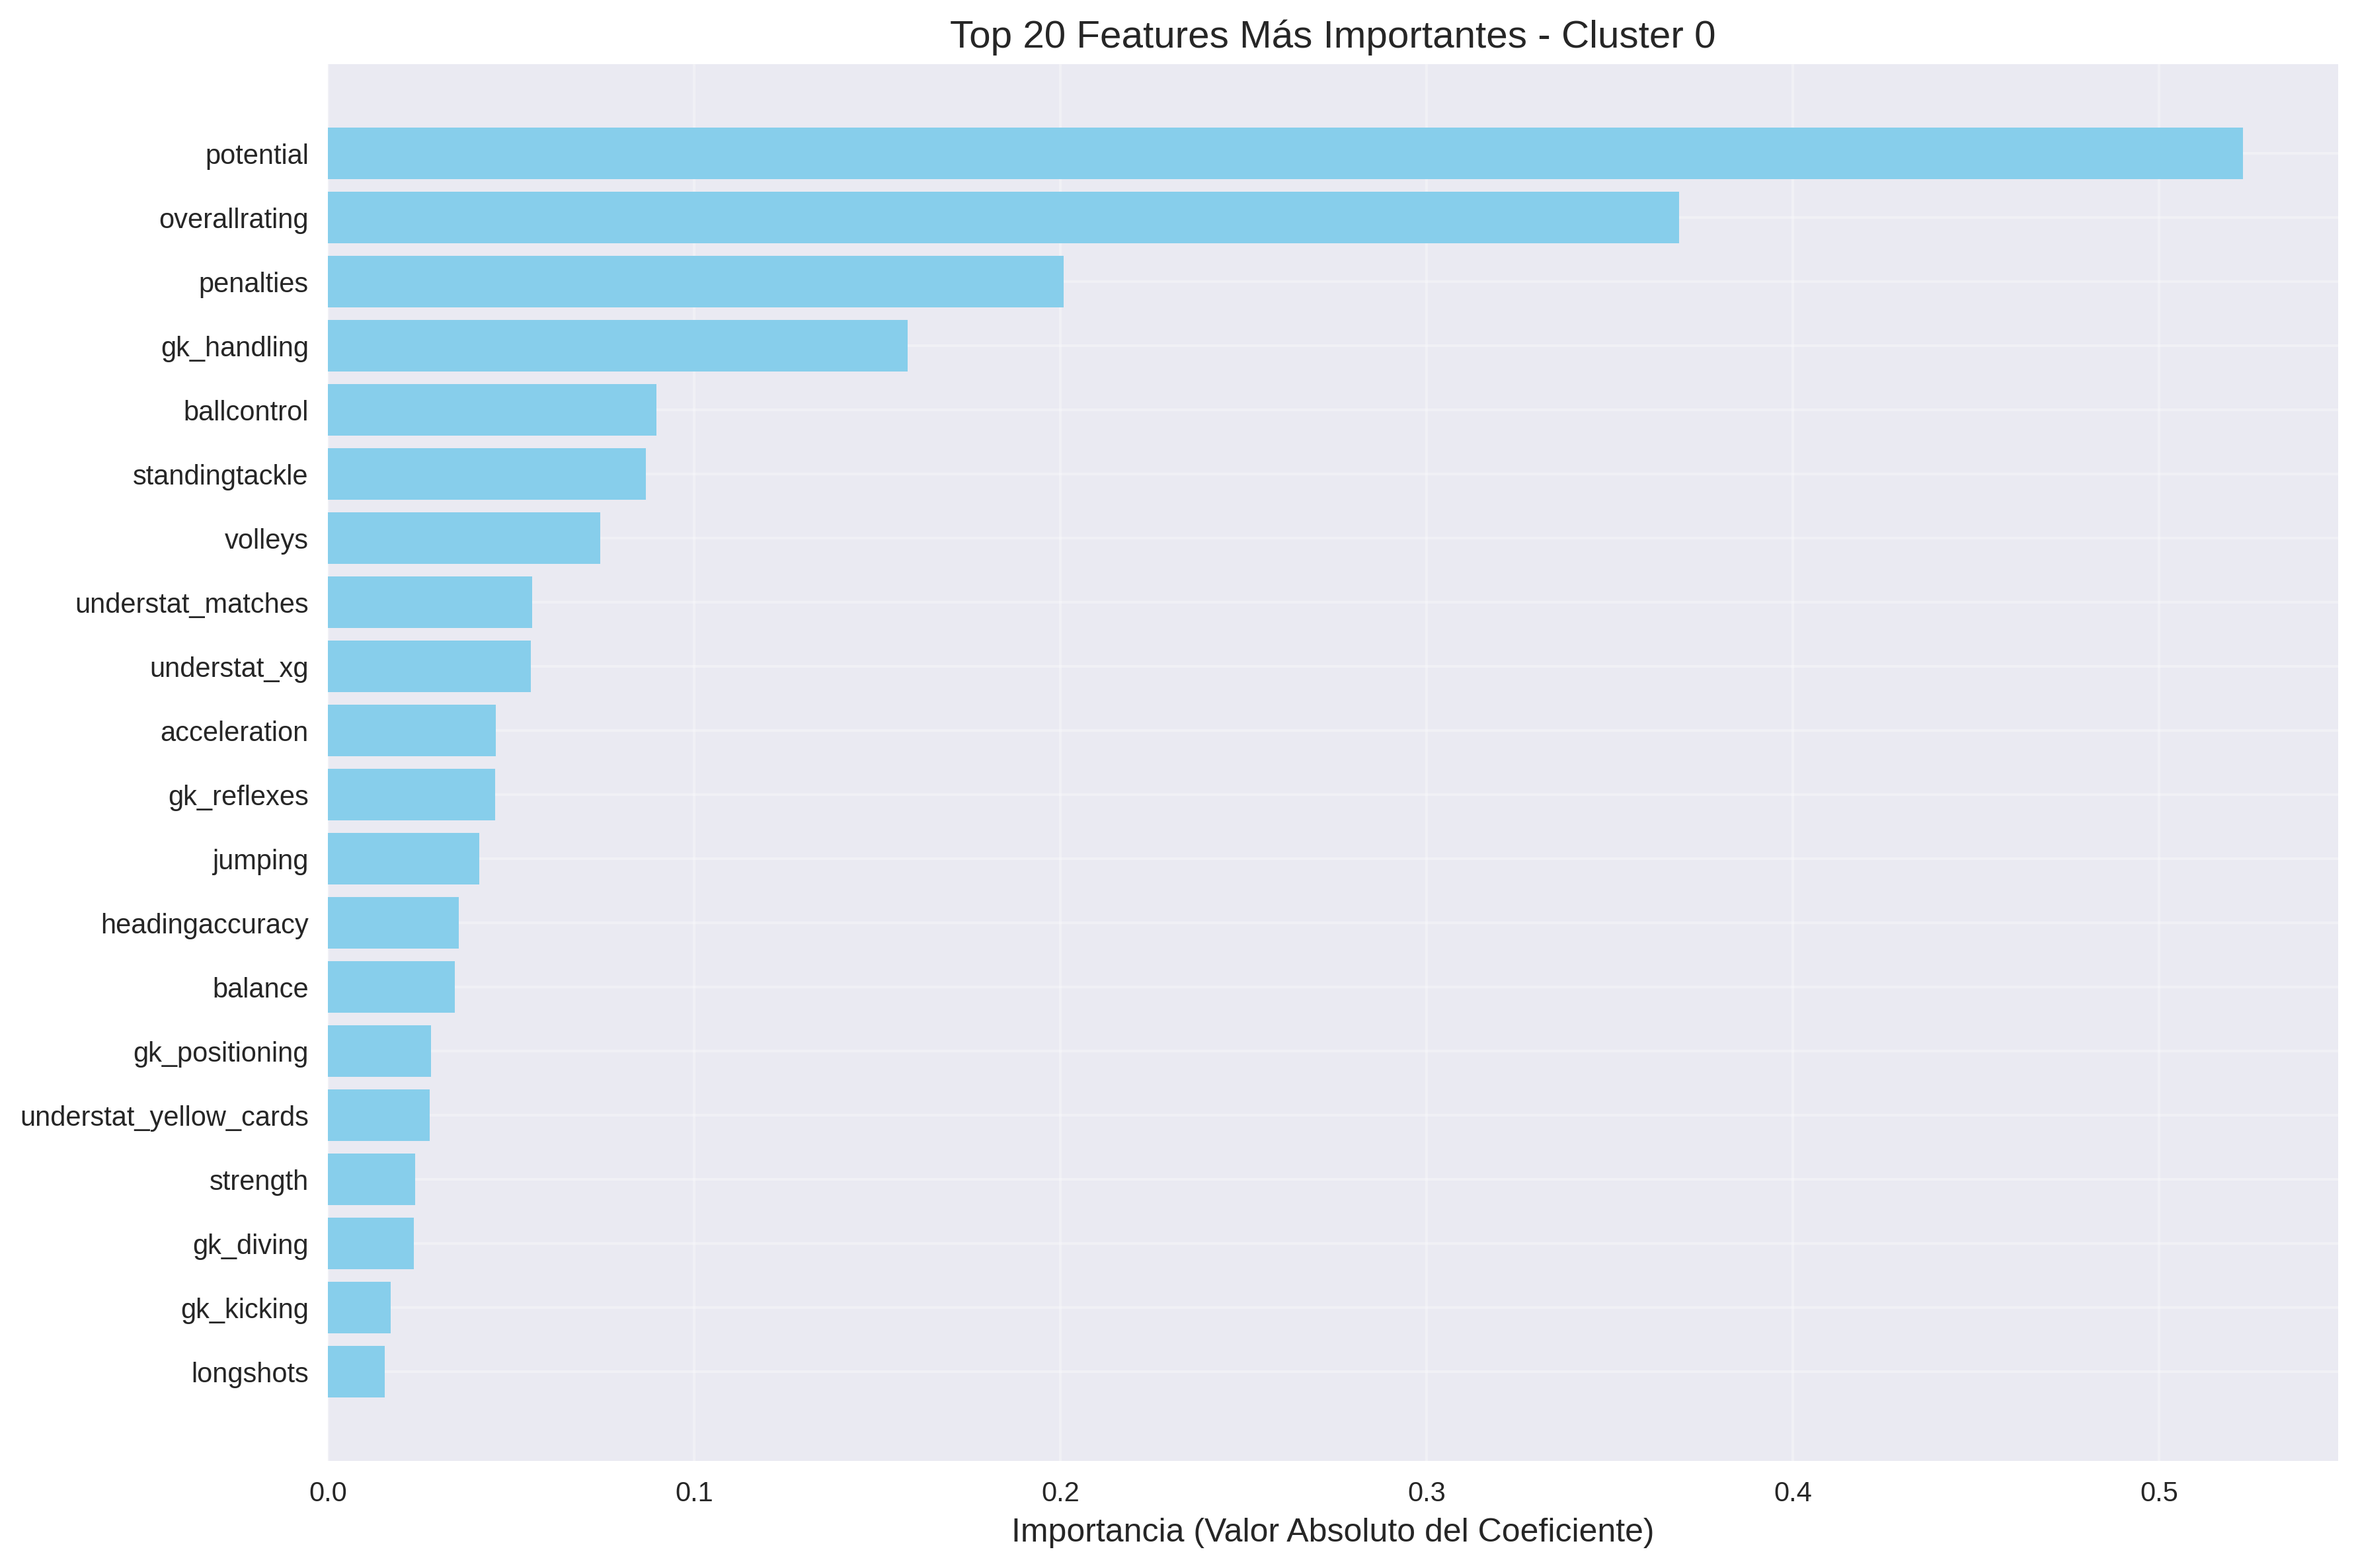 Top 20 Features Más Importantes - Cluster 0
potential
overallrating
penalties
gk_handling
ballcontrol
standingtackle
volleys
understat_matches
understat_xg
acceleration
gk_reflexes
jumping
headingaccuracy
balance
gk_positioning
understat_yellow_cards
strength
gk_diving
gk_kicking
longshots
0.0 0.1 0.2 0.3 0.4 0.5
Importancia (Valor Absoluto del Coeficiente)